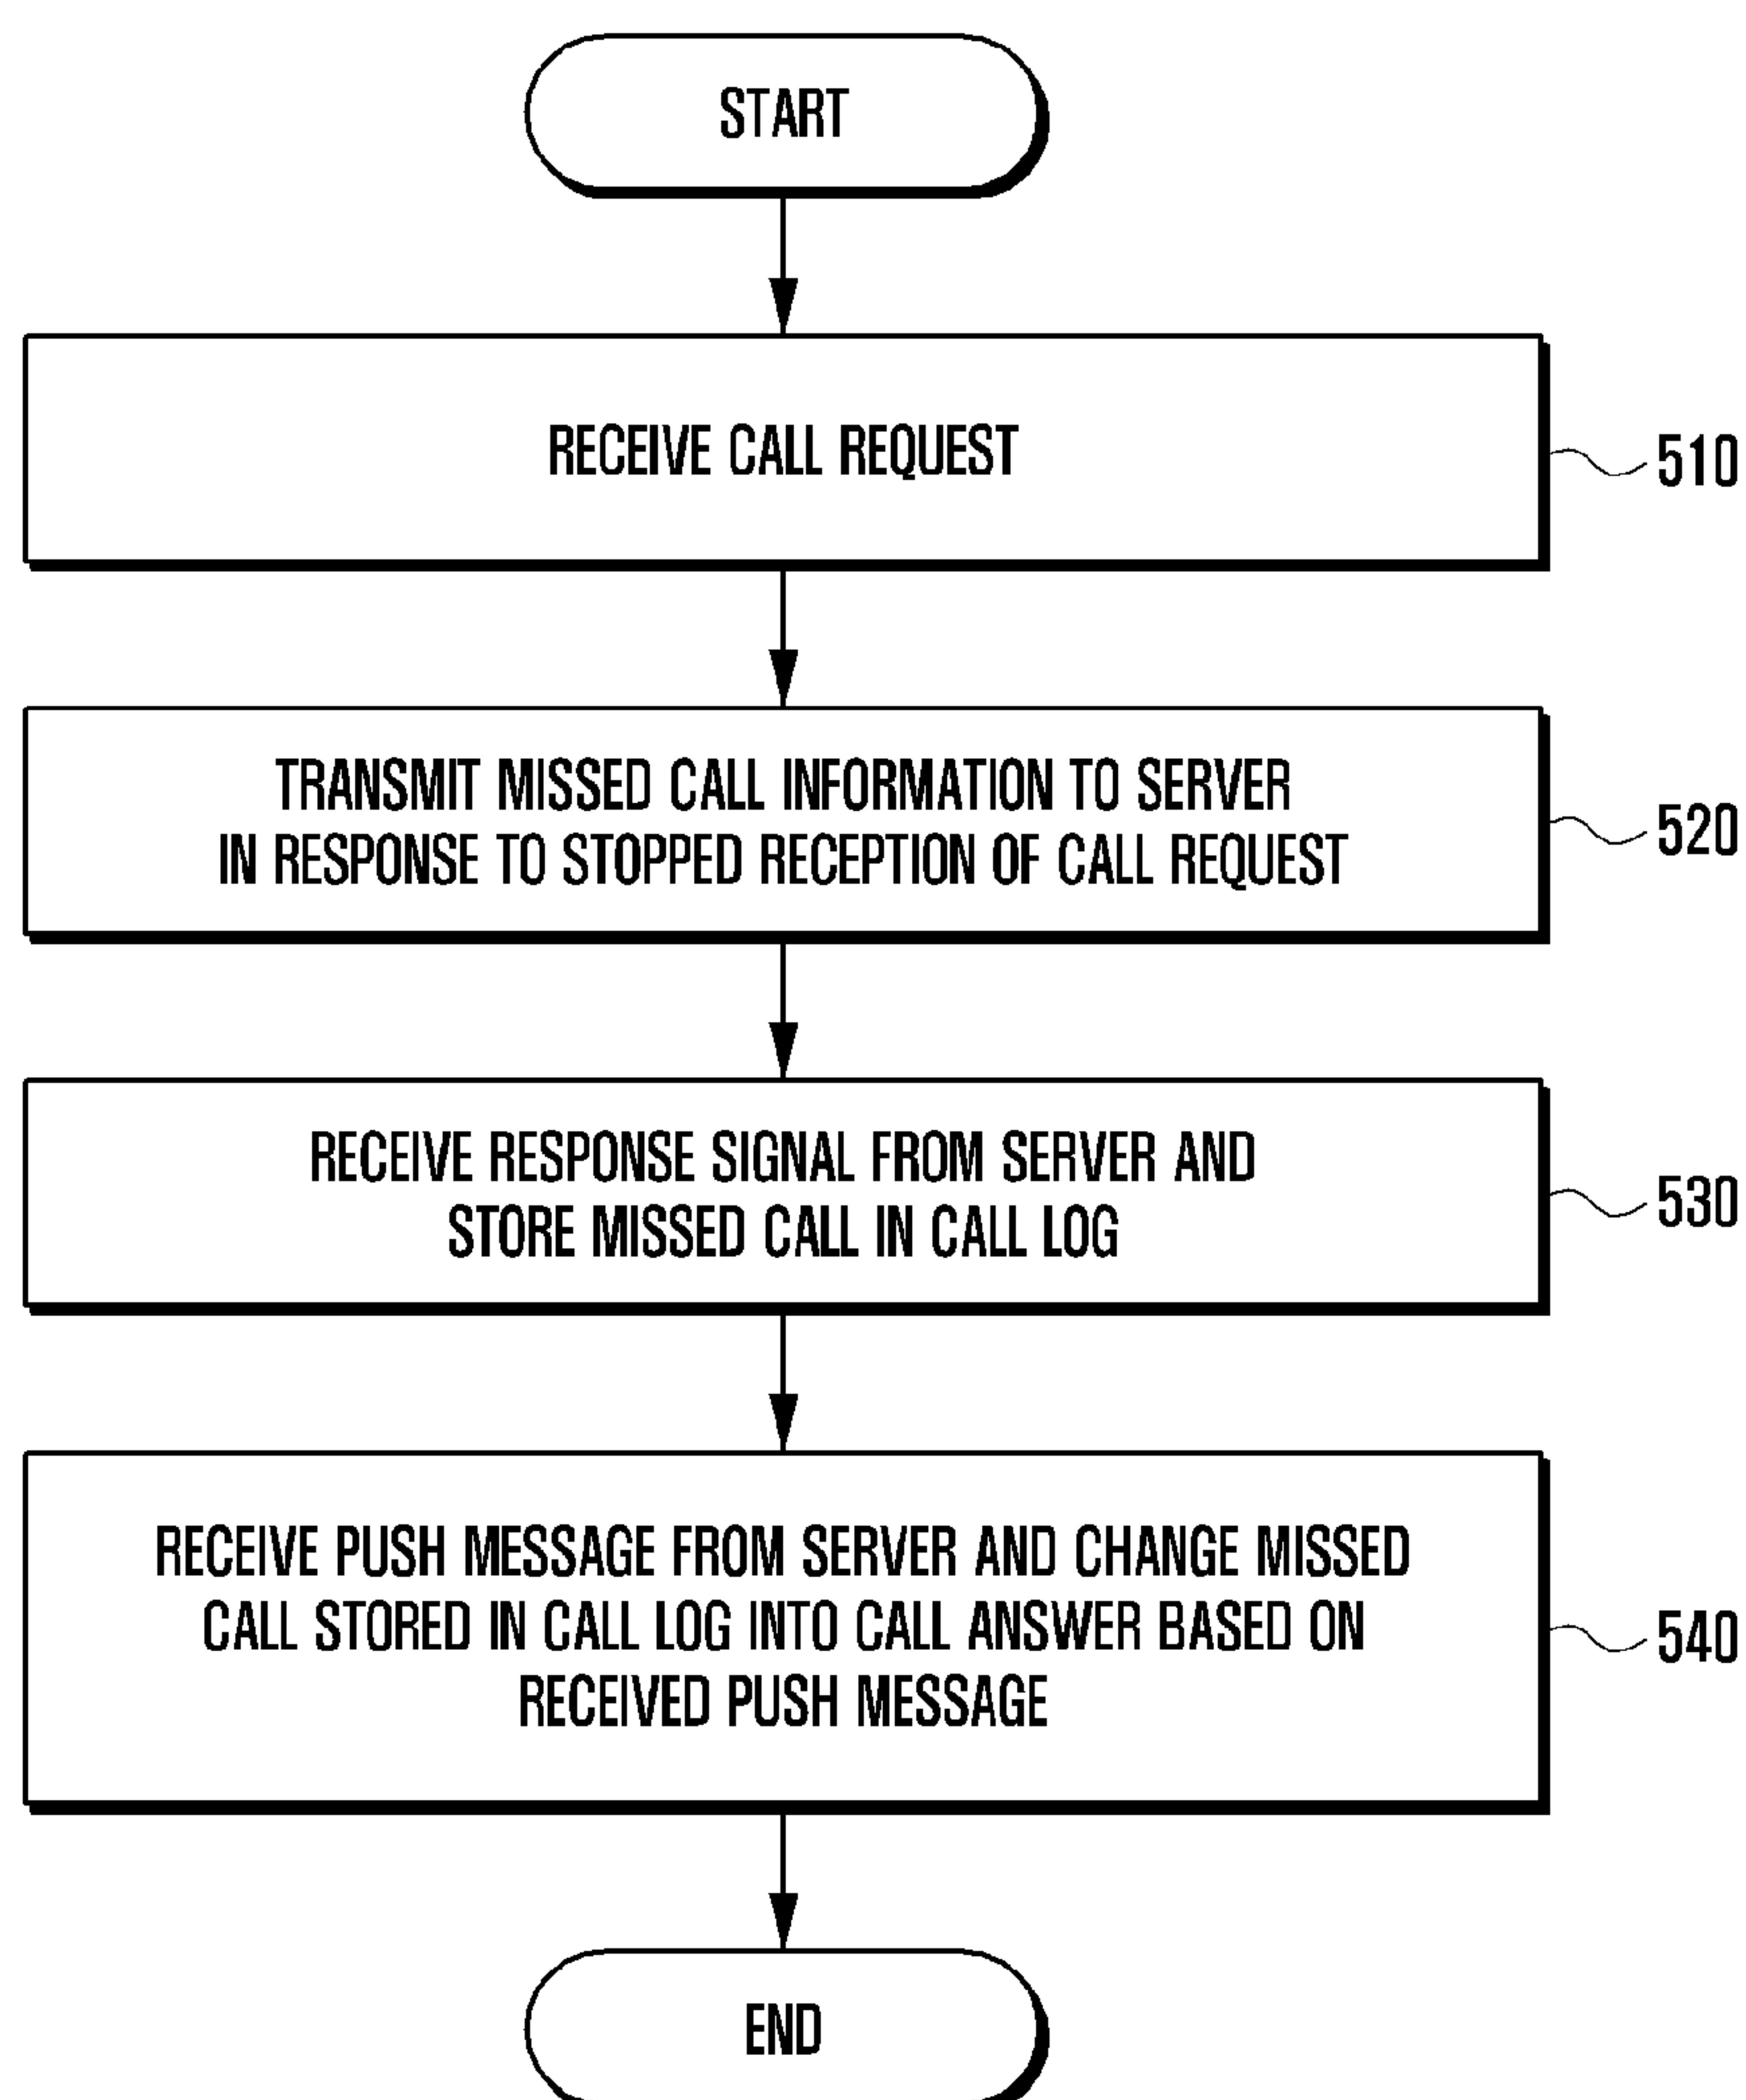 START
RECEIVE CALL REQUEST
510
TRANSMIT MISSED CALL INFORMATION TO SERVER
IN RESPONSE TO STOPPED RECEPTION OF CALL REQUEST
520
RECEIVE RESPONSE SIGNAL FROM SERVER AND
STORE MISSED CALL IN CALL LOG
530
RECEIVE PUSH MESSAGE FROM SERVER AND CHANGE MISSED
CALL STORED IN CALL LOG INTO CALL ANSWER BASED ON
RECEIVED PUSH MESSAGE
540
END